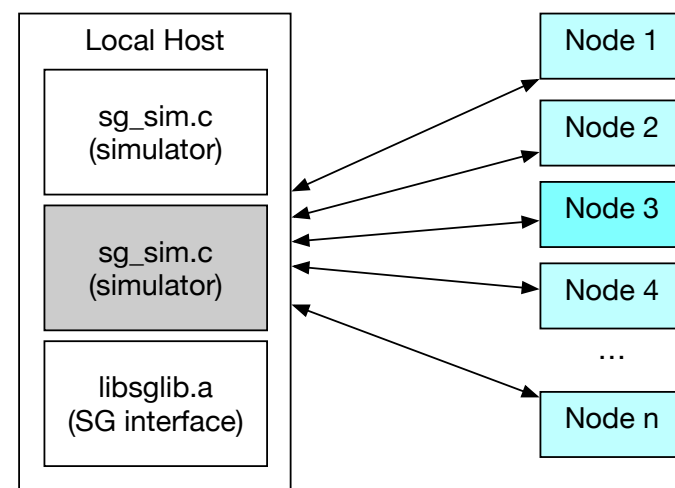 Local Host
sg_sim.c
(simulator)
sg_sim.c
(simulator)
libsglib.a
(SG interface)
Node 1
Node 2
Node 3
Node 4
...
Node n